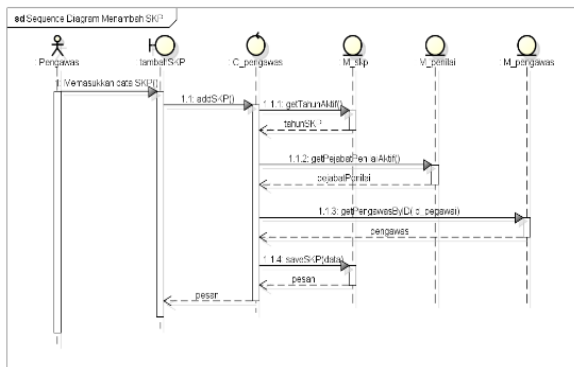 sd Sequence Diagram Menambah SKP
Pengawas
tambahSKP
: C_pengawas
M_skp
M_penilai
: M_pengawas
1: Memasukkan data SKP()
1.1: addSKP()
1.1.1: getTahunAktif()
tahunSKP
1.1.2: getPejabatPenilaiAktif()
pejabatPenilai
1.1.3: getPengawasByID(id_pegawai)
pengawas
1.1.4: saveSKP(data)
pesan
pesan